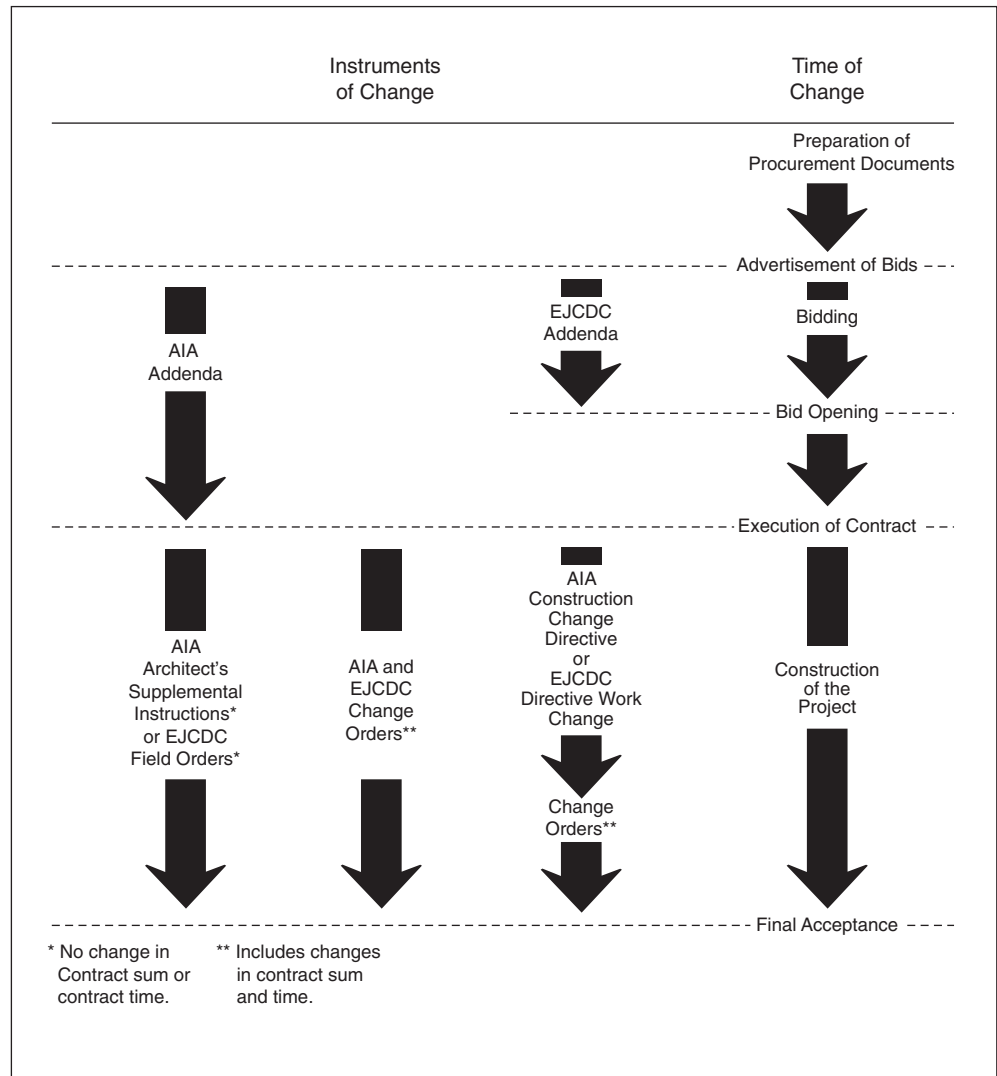 Instruments
of Change
Time of
Change
Preparation of
Procurement Documents
Advertisement of Bids
AIA
Addenda
EJCDC
Addenda
Bidding
Bid Opening
Execution of Contract
AIA
Architect's
Supplemental
Instructions*
or EJCDC
Field Orders*
AIA and
EJCDC
Change
Orders**
AIA
Construction
Change
Directive
or
EJCDC
Directive Work
Change
Change
Orders**
Construction
of the
Project
Final Acceptance
* No change in
Contract sum or
contract time.
** Includes changes
in contract sum
and time.